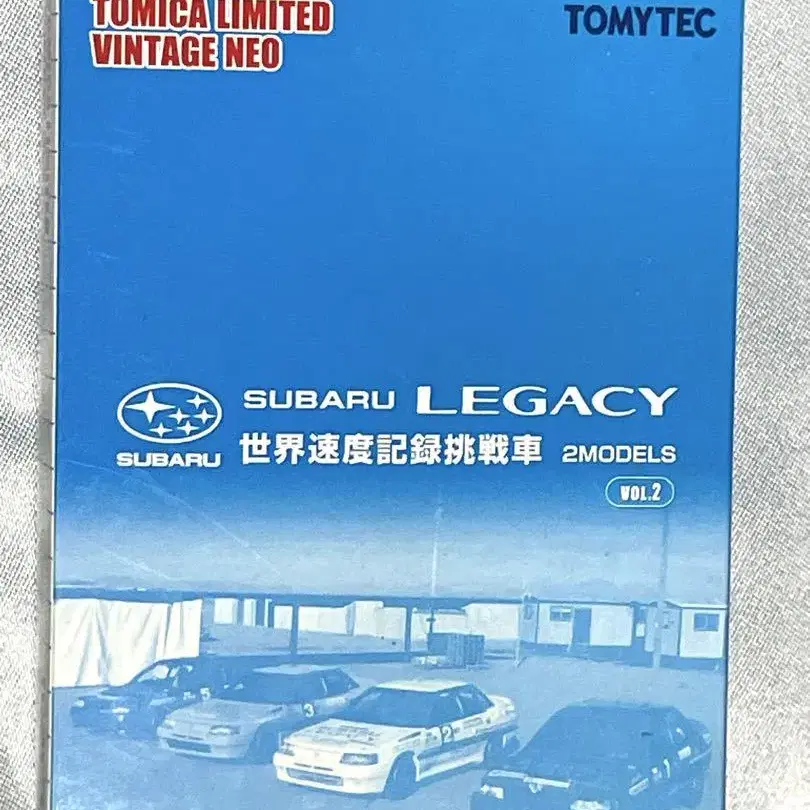 TOMICA LIMITED
VINTAGE NEO
TOMYTEC
SUBARU LEGACY
SUBARU
世界速度記録挑戦車 2MODELS
VOL.2
5
3
2